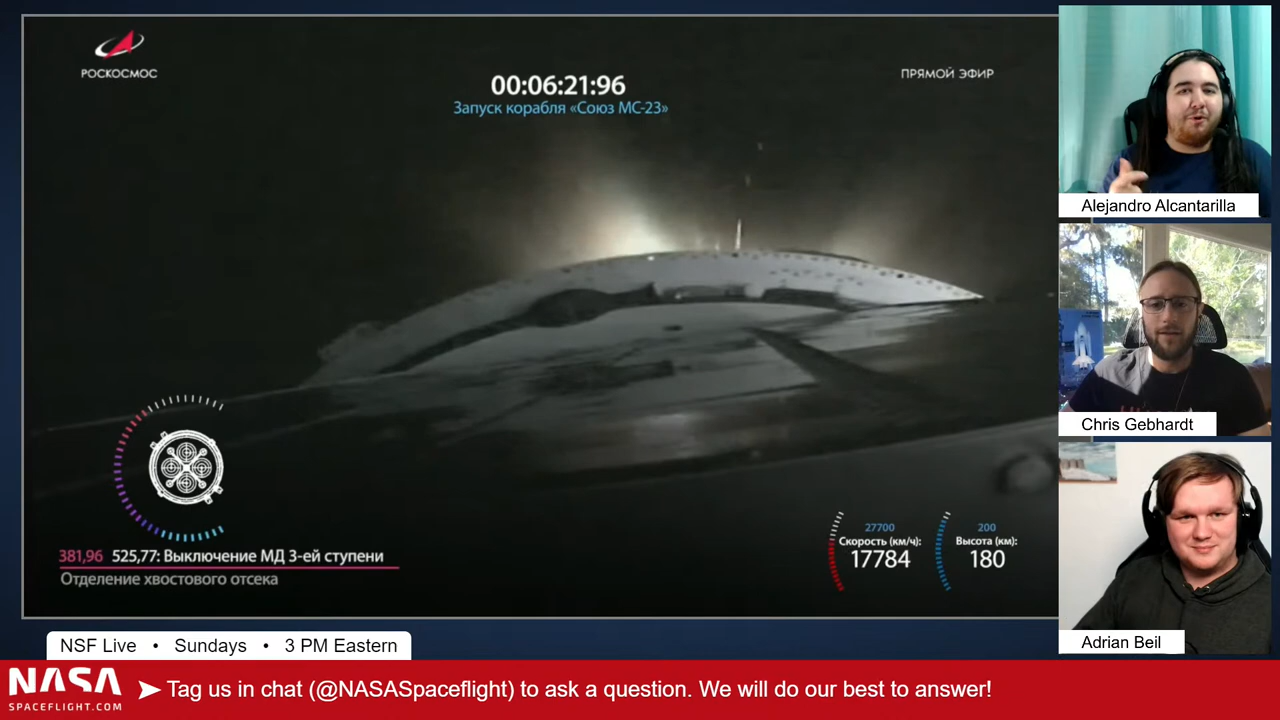 РОСКОСМОС
00:06:21:96
Запуск корабля «Союз МС-23»
ПРЯМОЙ ЭФИР
Alejandro Alcantarilla
Chris Gebhardt
381,96 525,77: Выключение МД 3-ей ступени
Отделение хвостового отсека
27700
Скорость (км/ч):
17784
200
Высота (км):
180
Adrian Beil
NSF Live • Sundays • 3 PM Eastern
NASA
SPACEFLIGHT.COM
Tag us in chat (@NASASpaceflight) to ask a question. We will do our best to answer!